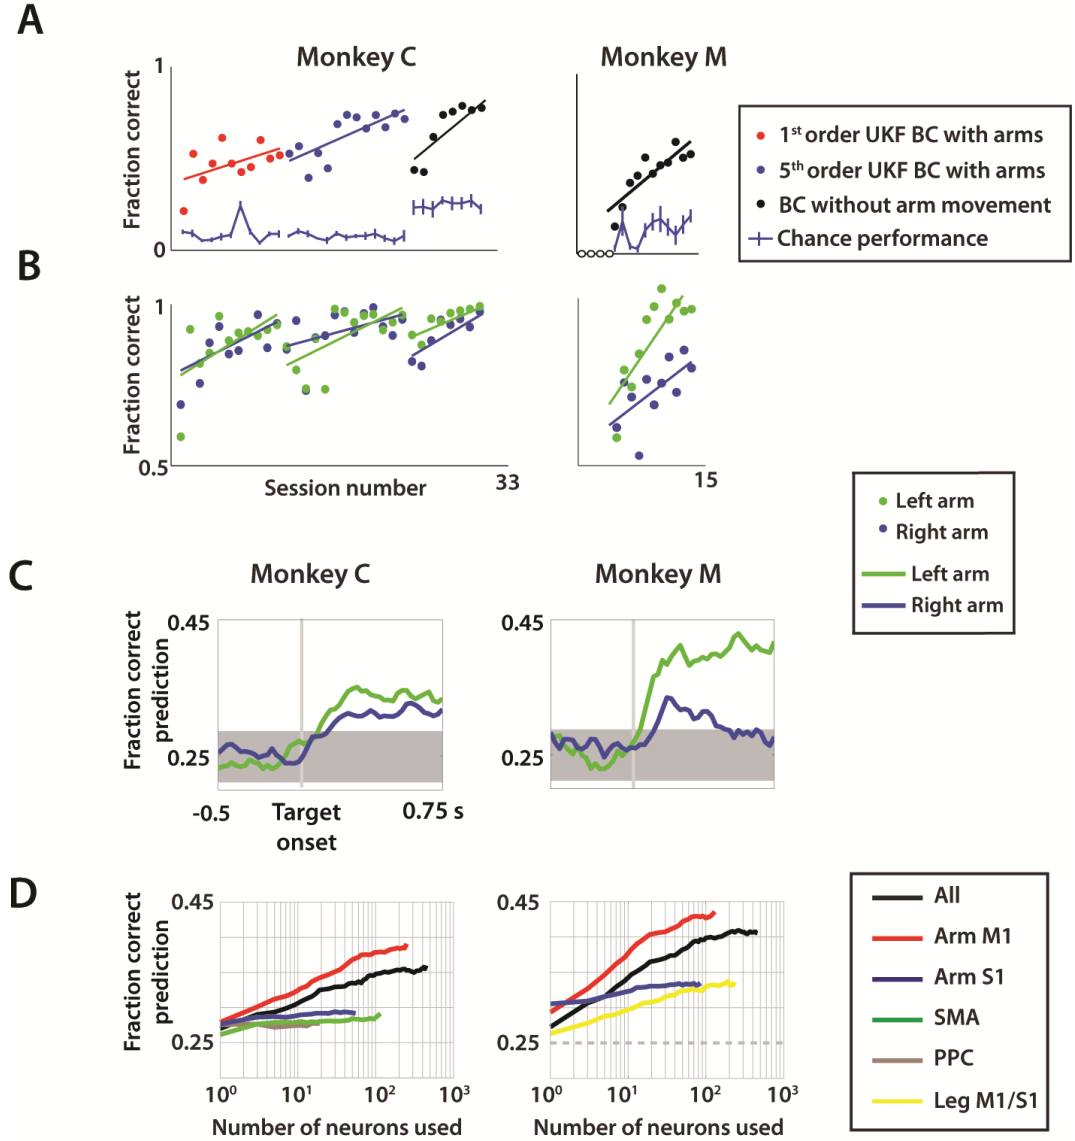 A
Monkey C
Monkey M
1
Fraction correct
0
1st order UKF BC with arms
5th order UKF BC with arms
BC without arm movement
Chance performance
B
1
Fraction correct
0.5
Session number
33
15
Left arm
Right arm
Left arm
Right arm
C
Monkey C
Monkey M
0.45
0.45
Fraction correct
prediction
0.25
0.25
-0.5
Target
onset
0.75 s
D
0.45
0.45
Fraction correct
prediction
0.25
0.25
10⁰ 10¹ 10² 10³
10⁰ 10¹ 10² 10³
Number of neurons used
Number of neurons used
All
Arm M1
Arm S1
SMA
PPC
Leg M1/S1